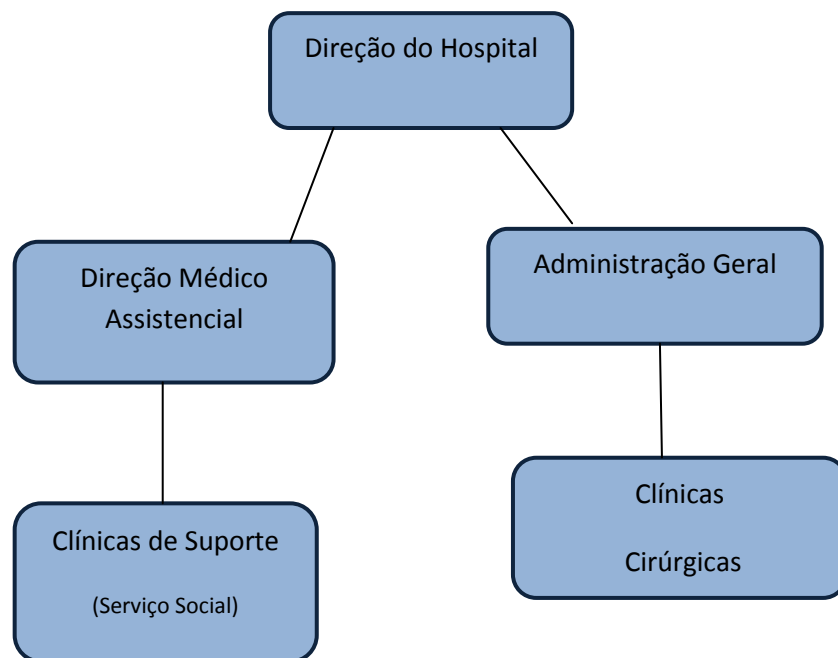 Direção do Hospital
Direção Médico
Assistencial
Administração Geral
Clínicas de Suporte
(Serviço Social)
Clínicas
Cirúrgicas